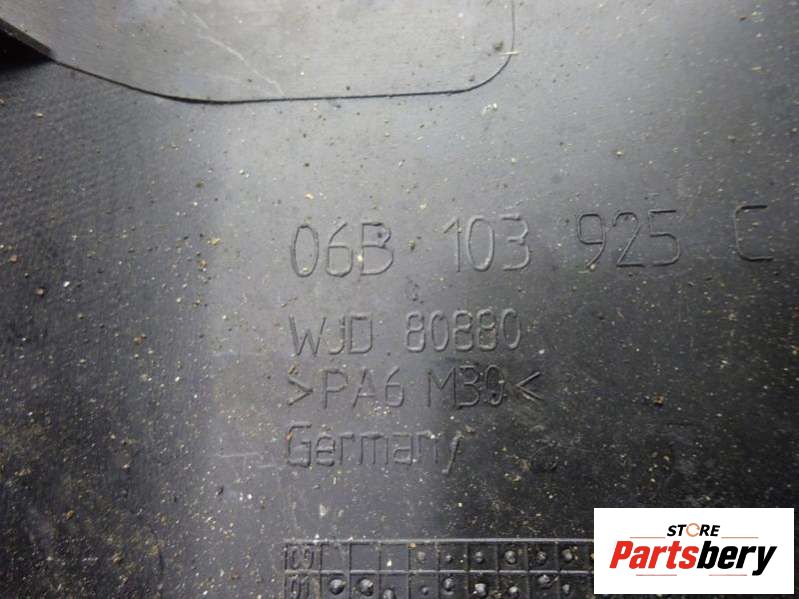 06B 103 925 C
WJD 80880
>PA6 M30<
Germany
STORE
Partsbery